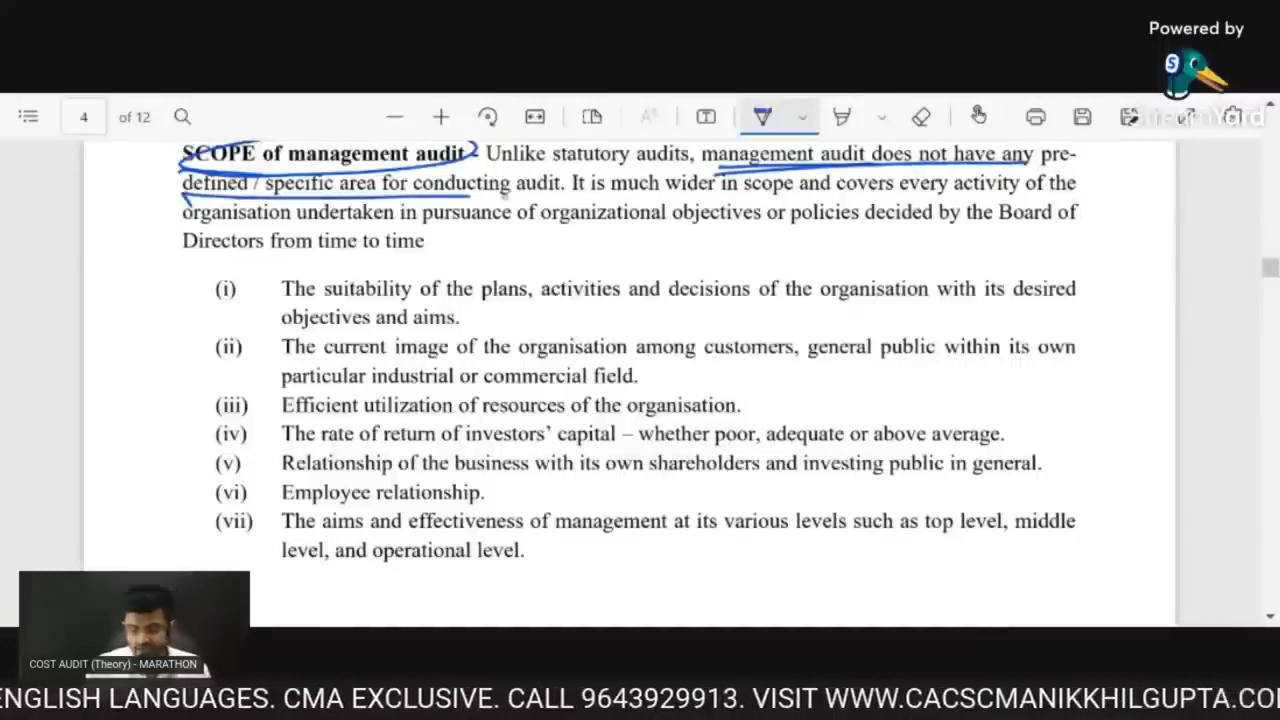 Powered by
S
4 of 12
SCOPE of management audit - Unlike statutory audits, management audit does not have any pre-
defined / specific area for conducting audit. It is much wider in scope and covers every activity of the
organisation undertaken in pursuance of organizational objectives or policies decided by the Board of
Directors from time to time
(i) The suitability of the plans, activities and decisions of the organisation with its desired
objectives and aims.
(ii) The current image of the organisation among customers, general public within its own
particular industrial or commercial field.
(iii) Efficient utilization of resources of the organisation.
(iv) The rate of return of investors’ capital – whether poor, adequate or above average.
(v) Relationship of the business with its own shareholders and investing public in general.
(vi) Employee relationship.
(vii) The aims and effectiveness of management at its various levels such as top level, middle
level, and operational level.
COST AUDIT (Theory) - MARATHON
ENGLISH LANGUAGES. CMA EXCLUSIVE. CALL 9643929913. VISIT WWW.CACSCMANIKKHILGUPTA.CO